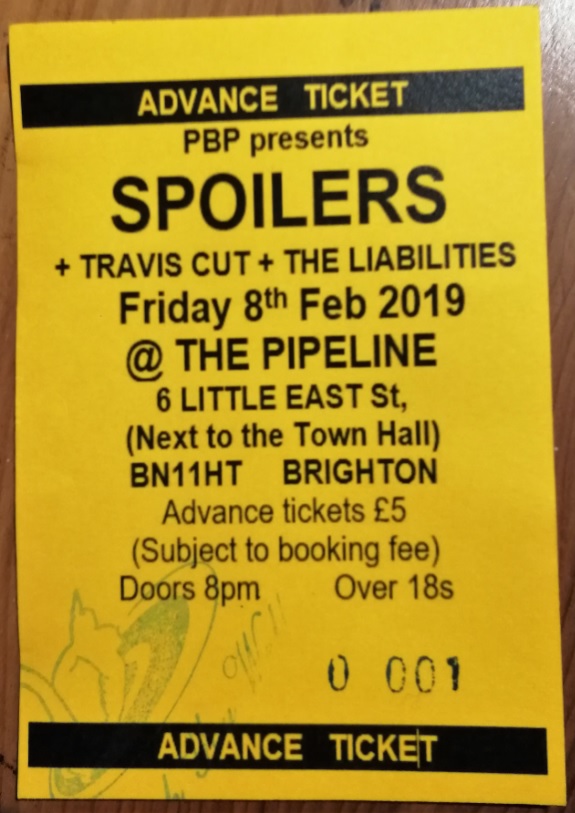 ADVANCE TICKET
PBP presents
SPOILERS
+ TRAVIS CUT + THE LIABILITIES
Friday 8th Feb 2019
@ THE PIPELINE
6 LITTLE EAST St,
(Next to the Town Hall)
BN11HT BRIGHTON
Advance tickets £5
(Subject to booking fee)
Doors 8pm Over 18s
0 001
ADVANCE TICKET